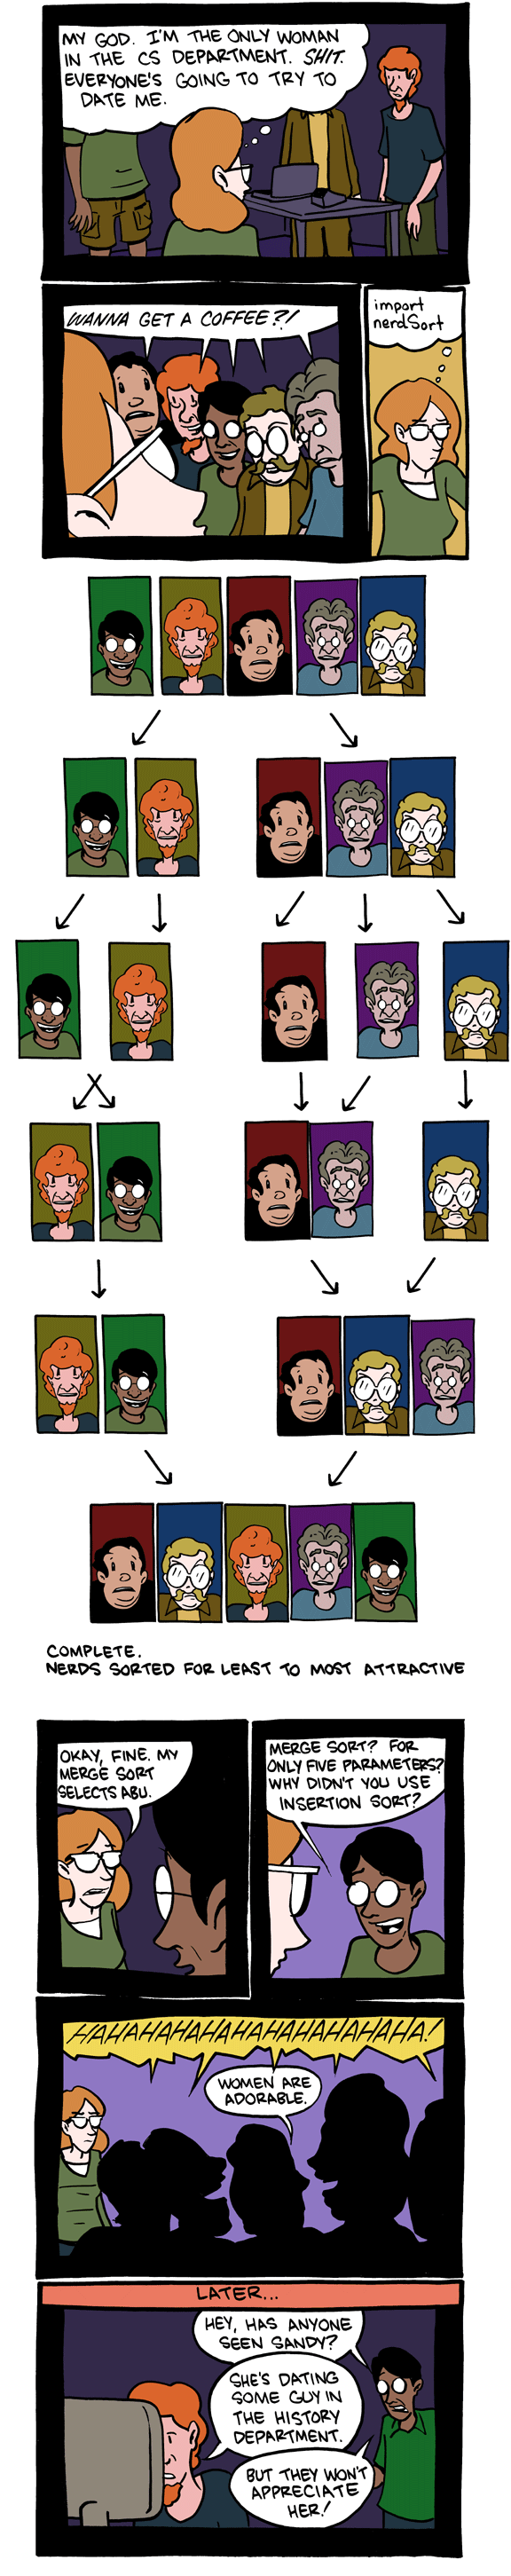 MY GOD. I'M THE ONLY WOMAN
IN THE CS DEPARTMENT. SHIT.
EVERYONE'S GOING TO TRY TO
DATE ME.
WANNA GET A COFFEE?!
import
nerdSort
COMPLETE.
NERDS SORTED FOR LEAST TO MOST ATTRACTIVE
OKAY, FINE. MY
MERGE SORT
SELECTS ABU.
MERGE SORT? FOR
ONLY FIVE PARAMETERS?
WHY DIDN'T YOU USE
INSERTION SORT?
HAHAHAHAHAHAHAHAHAHAHA!
WOMEN ARE
ADORABLE.
LATER...
HEY, HAS ANYONE
SEEN SANDY?
SHE'S DATING
SOME GUY IN
THE HISTORY
DEPARTMENT.
BUT THEY WON'T
APPRECIATE
HER!